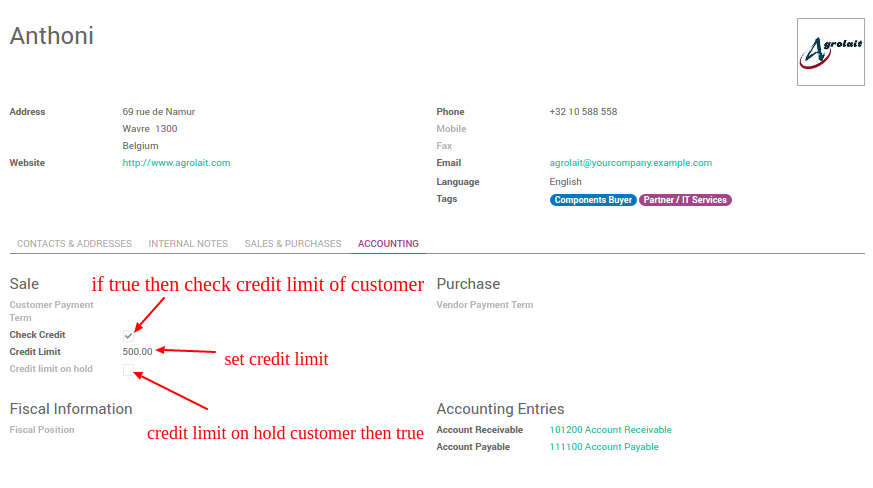 Anthoni
Agrolait
Address 69 rue de Namur
Wavre 1300
Belgium
Website http://www.agrolait.com
Phone +32 10 588 558
Mobile
Fax
Email agrolait@yourcompany.example.com
Language English
Tags Components Buyer Partner / IT Services
CONTACTS & ADDRESSES INTERNAL NOTES SALES & PURCHASES ACCOUNTING
Sale
if true then check credit limit of customer
Customer Payment
Term
Check Credit
Credit Limit 500.00
set credit limit
Credit limit on hold
Purchase
Vendor Payment Term
Fiscal Information
Fiscal Position
credit limit on hold customer then true
Accounting Entries
Account Receivable 101200 Account Receivable
Account Payable 111100 Account Payable